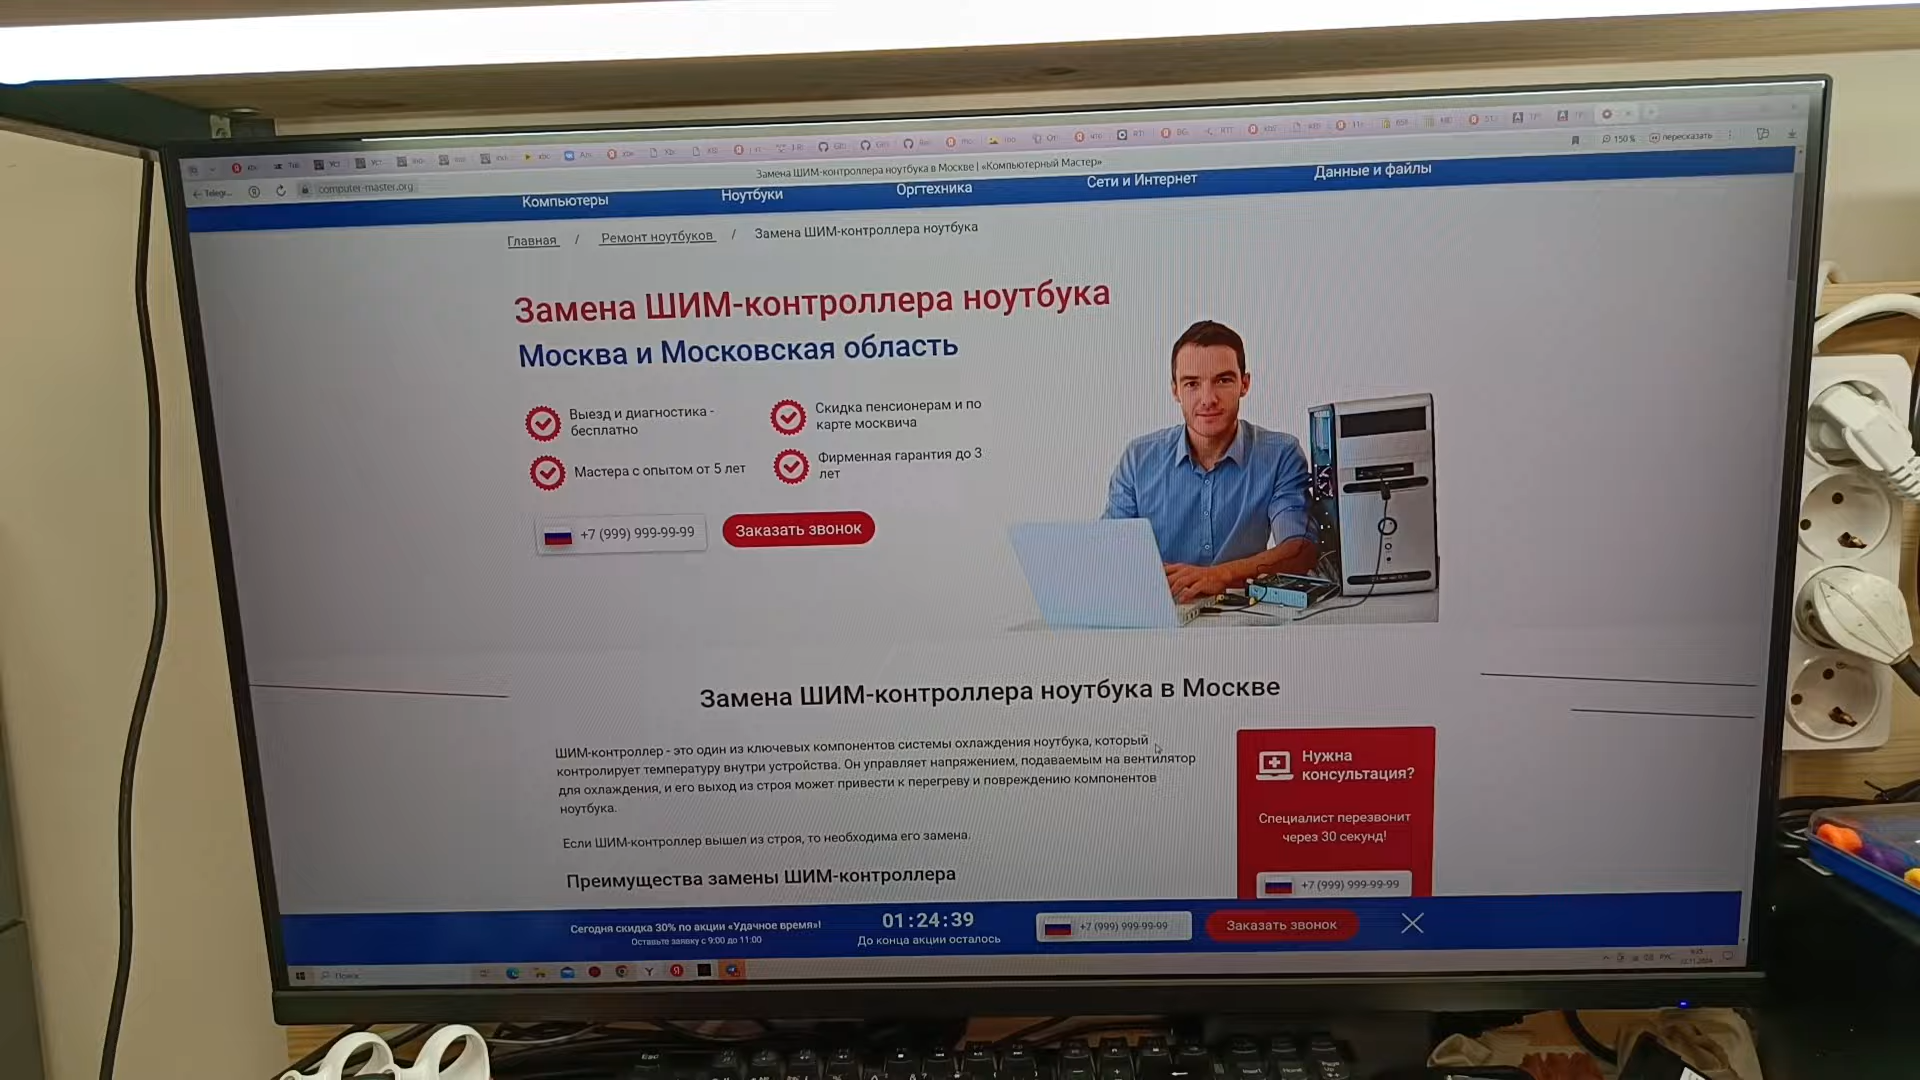 Замена ШИМ-контроллера ноутбука в Москве | «Компьютерный Мастер»
150 %
пересказать
computer-master.org
Компьютеры
Ноутбуки
Оргтехника
Сети и Интернет
Данные и файлы
Главная / Ремонт ноутбуков / Замена ШИМ-контроллера ноутбука
Замена ШИМ-контроллера ноутбука
Москва и Московская область
Выезд и диагностика -
бесплатно
Скидка пенсионерам и по
карте москвича
Мастера с опытом от 5 лет
Фирменная гарантия до 3
лет
+7 (999) 999-99-99
Заказать звонок
Замена ШИМ-контроллера ноутбука в Москве
ШИМ-контроллер - это один из ключевых компонентов системы охлаждения ноутбука, который
контролирует температуру внутри устройства. Он управляет напряжением, подаваемым на вентилятор
для охлаждения, и его выход из строя может привести к перегреву и повреждению компонентов
ноутбука.
Если ШИМ-контроллер вышел из строя, то необходима его замена.
Преимущества замены ШИМ-контроллера
Нужна
консультация?
Специалист перезвонит
через 30 секунд!
+7 (999) 999-99-99
Сегодня скидка 30% по акции «Удачное время»!
Оставьте заявку с 9:00 до 11:00
01:24:39
До конца акции осталось
+7 (999) 999-99-99
Заказать звонок
Поиск
РУС